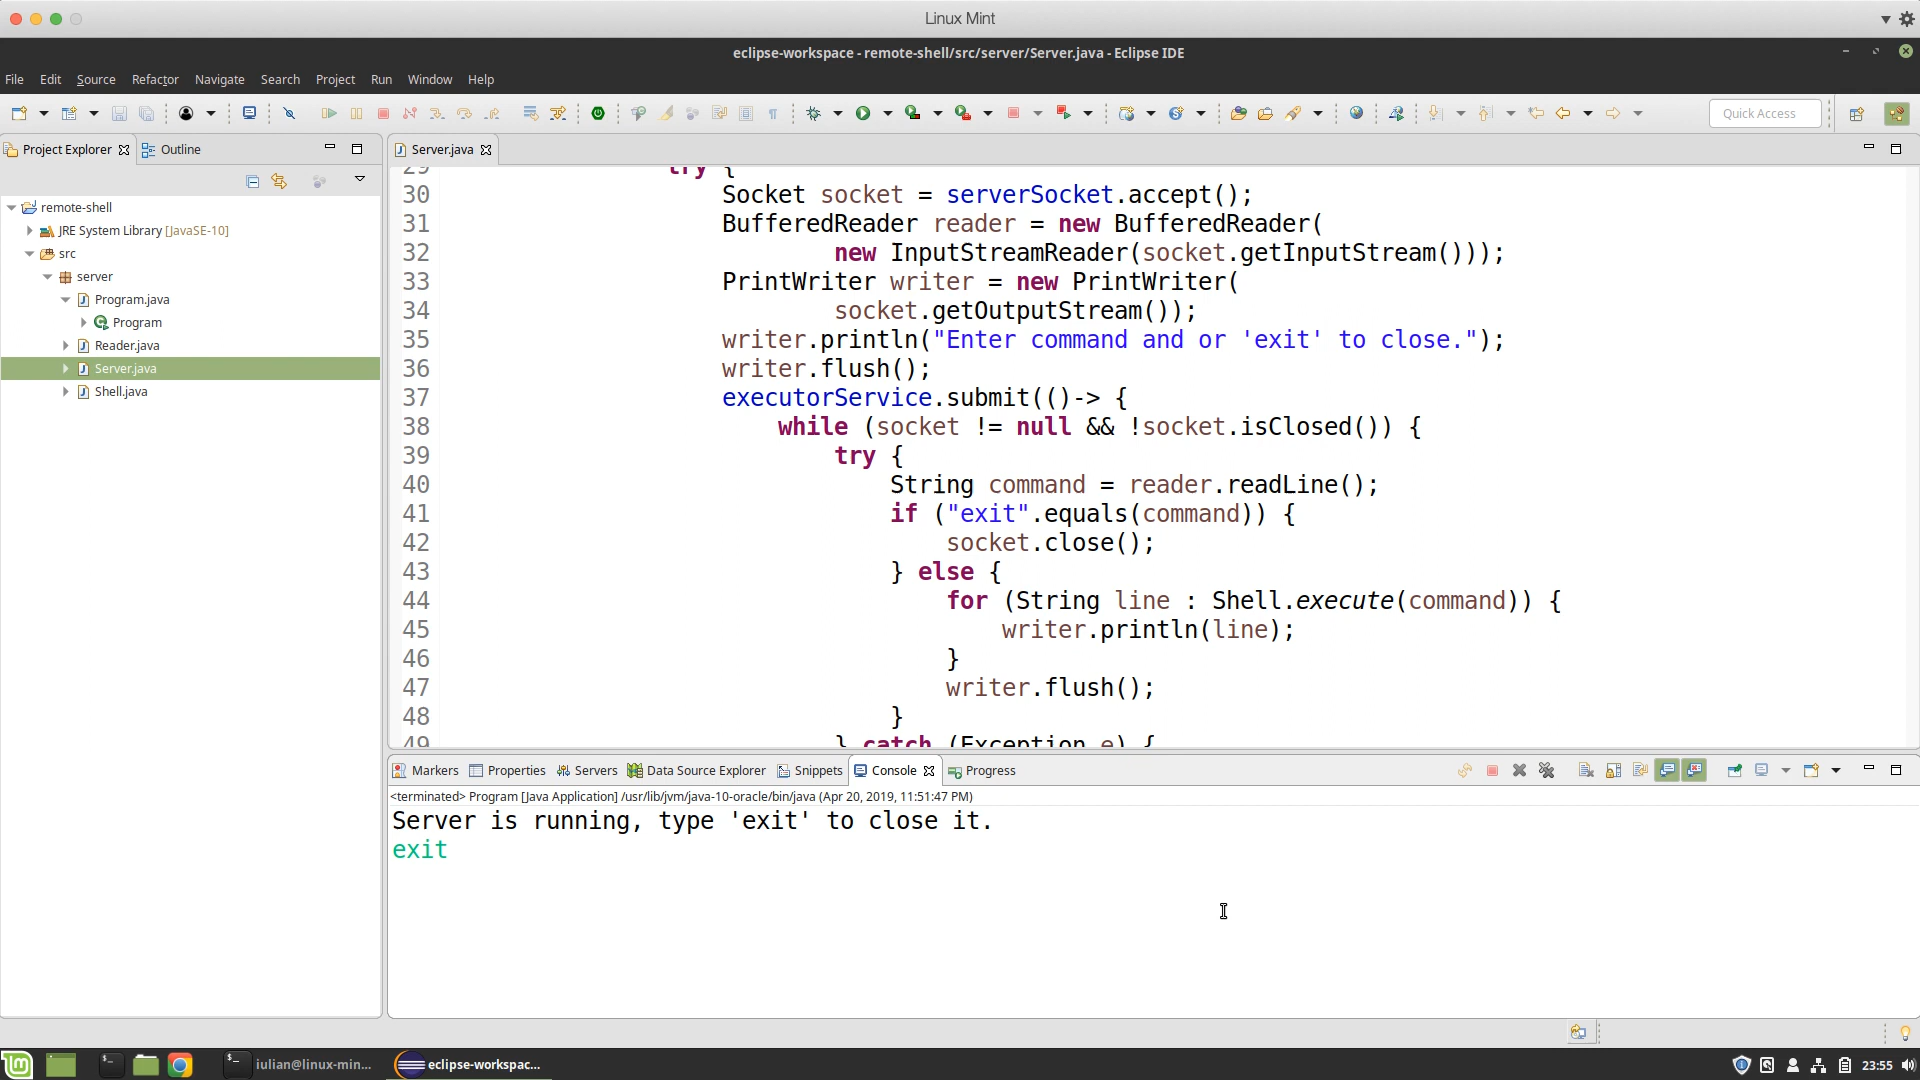 Linux Mint
eclipse-workspace - remote-shell/src/server/Server.java - Eclipse IDE
File Edit Source Refactor Navigate Search Project Run Window Help
Quick Access
Project Explorer Outline
Server.java
remote-shell
JRE System Library [JavaSE-10]
src
server
Program.java
Program
Reader.java
Server.java
Shell.java
29 try {
30 Socket socket = serverSocket.accept();
31 BufferedReader reader = new BufferedReader(
32 new InputStreamReader(socket.getInputStream()));
33 PrintWriter writer = new PrintWriter(
34 socket.getOutputStream());
35 writer.println("Enter command and or 'exit' to close.");
36 writer.flush();
37 executorService.submit(()-> {
38 while (socket != null && !socket.isClosed()) {
39 try {
40 String command = reader.readLine();
41 if ("exit".equals(command)) {
42 socket.close();
43 } else {
44 for (String line : Shell.execute(command)) {
45 writer.println(line);
46 }
47 writer.flush();
48 }
49 } catch (Exception e) {
Markers Properties Servers Data Source Explorer Snippets Console Progress
<terminated> Program [Java Application] /usr/lib/jvm/java-10-oracle/bin/java (Apr 20, 2019, 11:51:47 PM)
Server is running, type 'exit' to close it.
exit
iulian@linux-min...
eclipse-workspac...
23:55